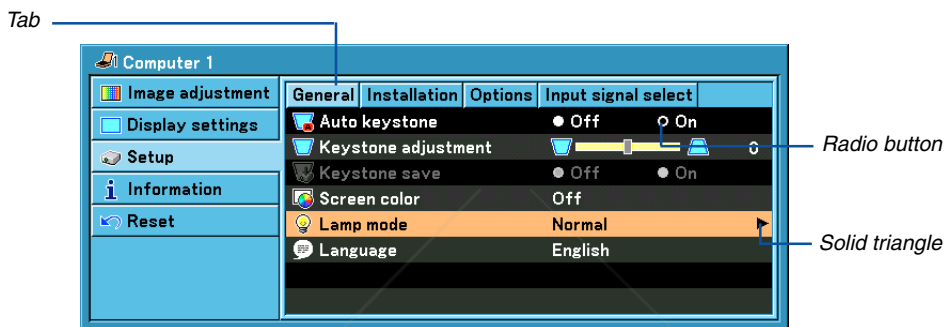 Tab
Computer 1
Image adjustment
Display settings
Setup
Information
Reset
General Installation Options Input signal select
Auto keystone Off On
Keystone adjustment 0
Keystone save Off On
Screen color Off
Lamp mode Normal
Language English
Radio button
Solid triangle